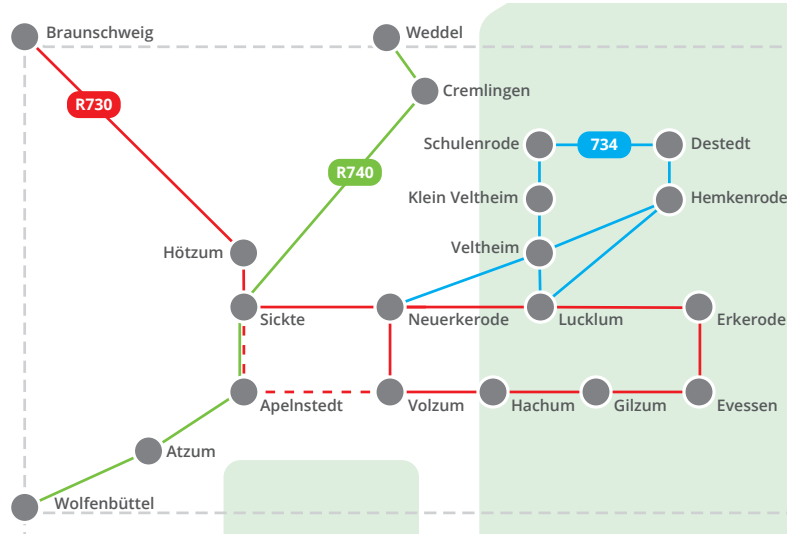 Braunschweig
Weddel
Cremlingen
R730
Schulenrode
734
Destedt
R740
Klein Veltheim
Hemkenrode
Hötzum
Veltheim
Sickte
Neuerkerode
Lucklum
Erkerode
Apelnstedt
Volzum
Hachum
Gilzum
Evessen
Atzum
Wolfenbüttel